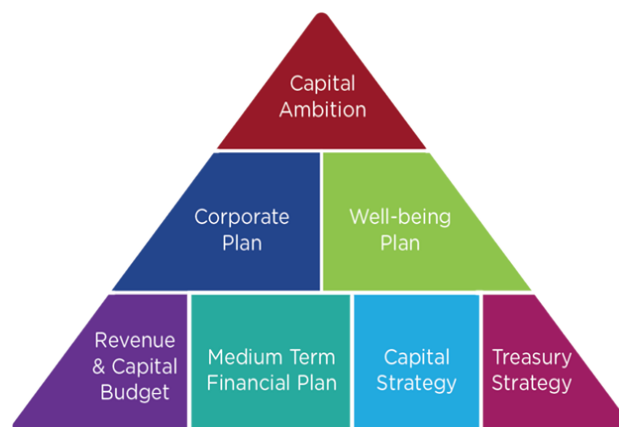 Capital
Ambition
Corporate
Plan
Well-being
Plan
Revenue
& Capital
Budget
Medium Term
Financial Plan
Capital
Strategy
Treasury
Strategy